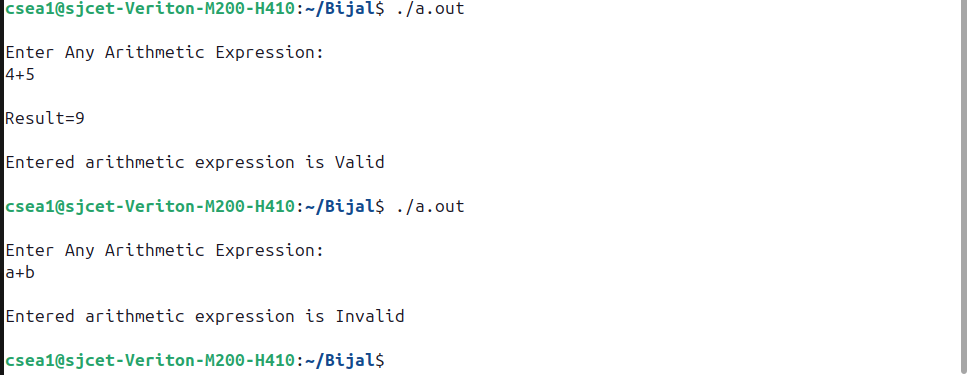 csea1@sjcet-Veriton-M200-H410:~/Bijal$ ./a.out
Enter Any Arithmetic Expression:
4+5
Result=9
Entered arithmetic expression is Valid
csea1@sjcet-Veriton-M200-H410:~/Bijal$ ./a.out
Enter Any Arithmetic Expression:
a+b
Entered arithmetic expression is Invalid
csea1@sjcet-Veriton-M200-H410:~/Bijal$